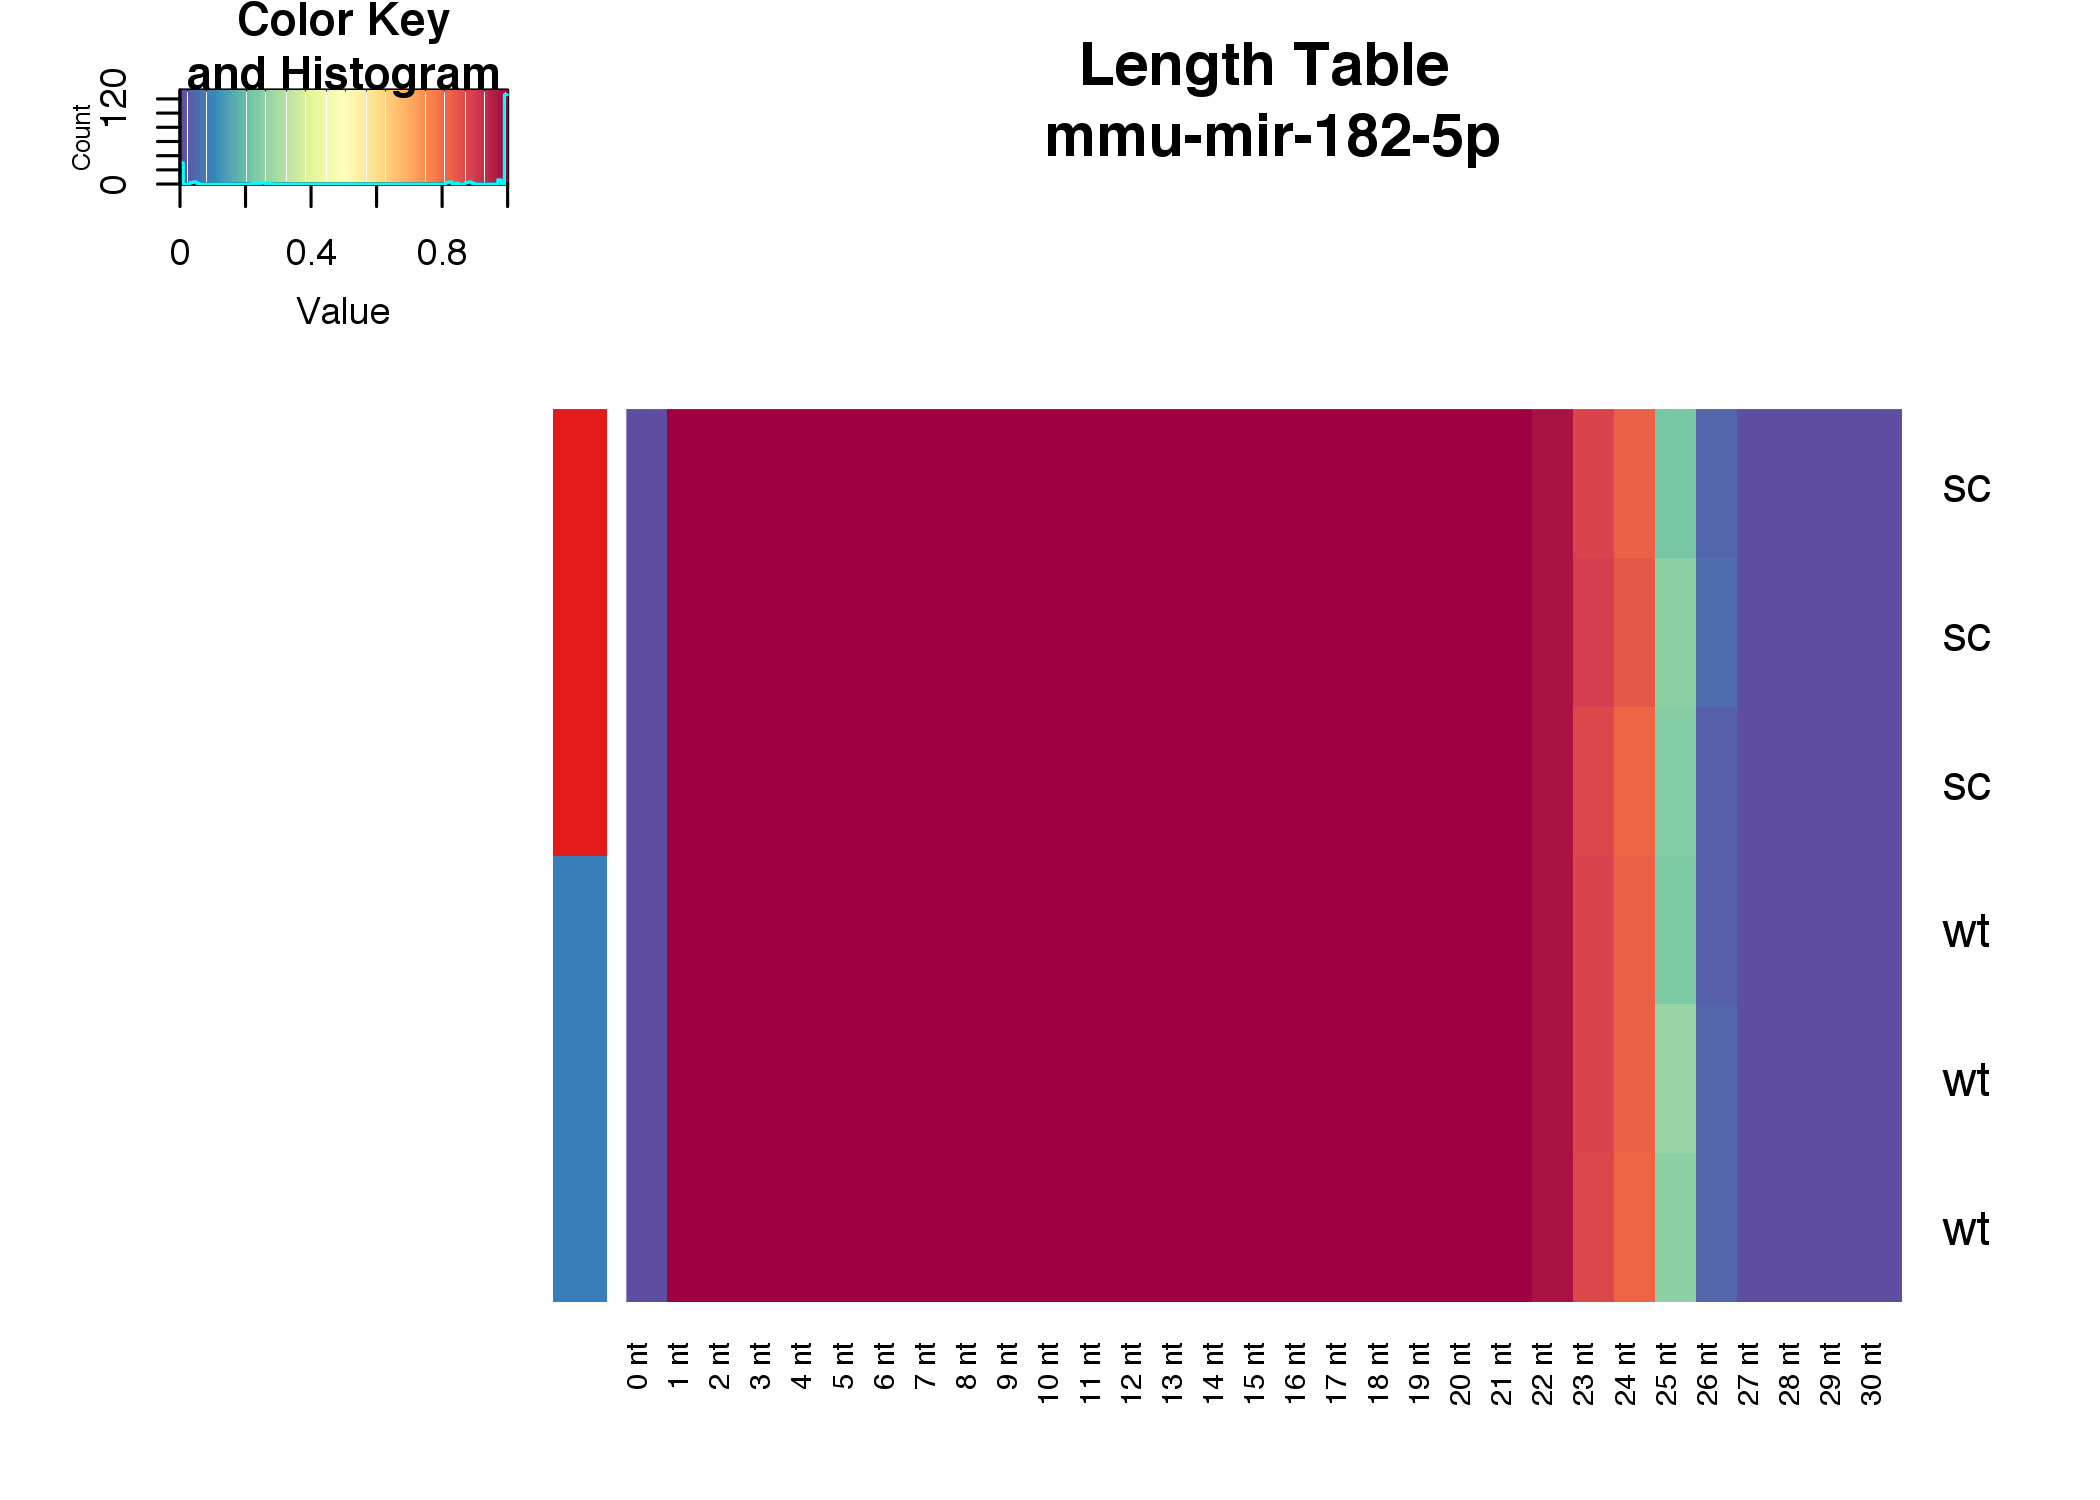 Color Key
and Histogram
Count
0 120
0 0.4 0.8
Value
Length Table
mmu-mir-182-5p
sc
sc
sc
wt
wt
wt
0 nt
1 nt
2 nt
3 nt
4 nt
5 nt
6 nt
7 nt
8 nt
9 nt
10 nt
11 nt
12 nt
13 nt
14 nt
15 nt
16 nt
17 nt
18 nt
19 nt
20 nt
21 nt
22 nt
23 nt
24 nt
25 nt
26 nt
27 nt
28 nt
29 nt
30 nt